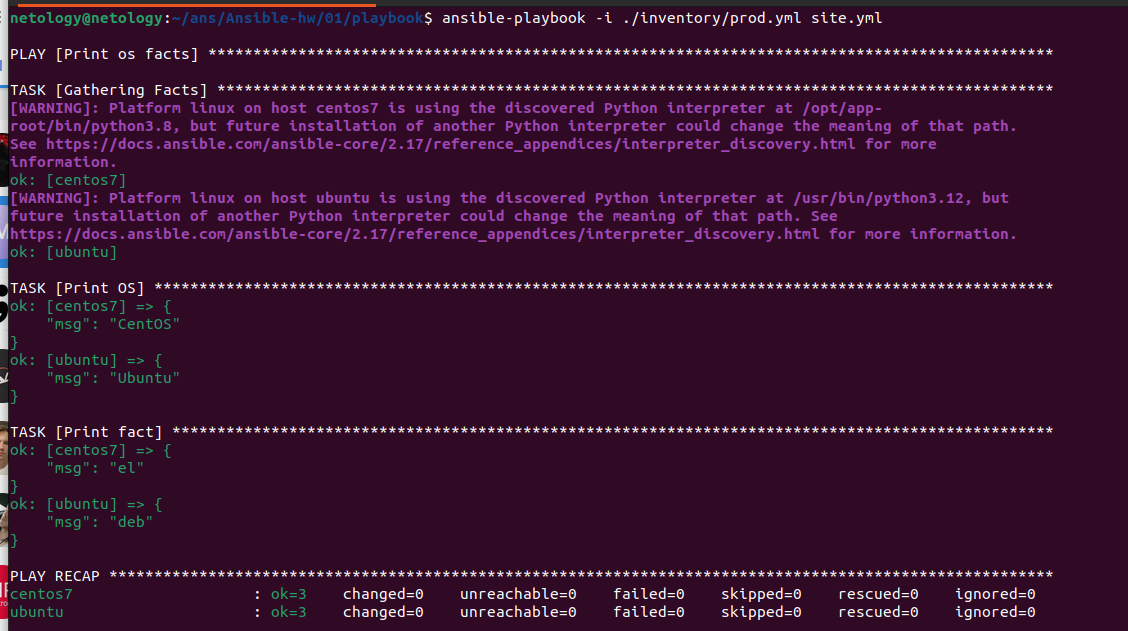 netology@netology:~/ans/Ansible-hw/01/playbook$ ansible-playbook -i ./inventory/prod.yml site.yml
PLAY [Print os facts] **********************************************************************************************
TASK [Gathering Facts] *********************************************************************************************
[WARNING]: Platform linux on host centos7 is using the discovered Python interpreter at /opt/app-
root/bin/python3.8, but future installation of another Python interpreter could change the meaning of that path.
See https://docs.ansible.com/ansible-core/2.17/reference_appendices/interpreter_discovery.html for more
information.
ok: [centos7]
[WARNING]: Platform linux on host ubuntu is using the discovered Python interpreter at /usr/bin/python3.12, but
future installation of another Python interpreter could change the meaning of that path. See
https://docs.ansible.com/ansible-core/2.17/reference_appendices/interpreter_discovery.html for more information.
ok: [ubuntu]
TASK [Print OS] ****************************************************************************************************
ok: [centos7] => {
    "msg": "CentOS"
}
ok: [ubuntu] => {
    "msg": "Ubuntu"
}
TASK [Print fact] **************************************************************************************************
ok: [centos7] => {
    "msg": "el"
}
ok: [ubuntu] => {
    "msg": "deb"
}
PLAY RECAP *********************************************************************************************************
centos7                    : ok=3    changed=0    unreachable=0    failed=0    skipped=0    rescued=0    ignored=0
ubuntu                     : ok=3    changed=0    unreachable=0    failed=0    skipped=0    rescued=0    ignored=0